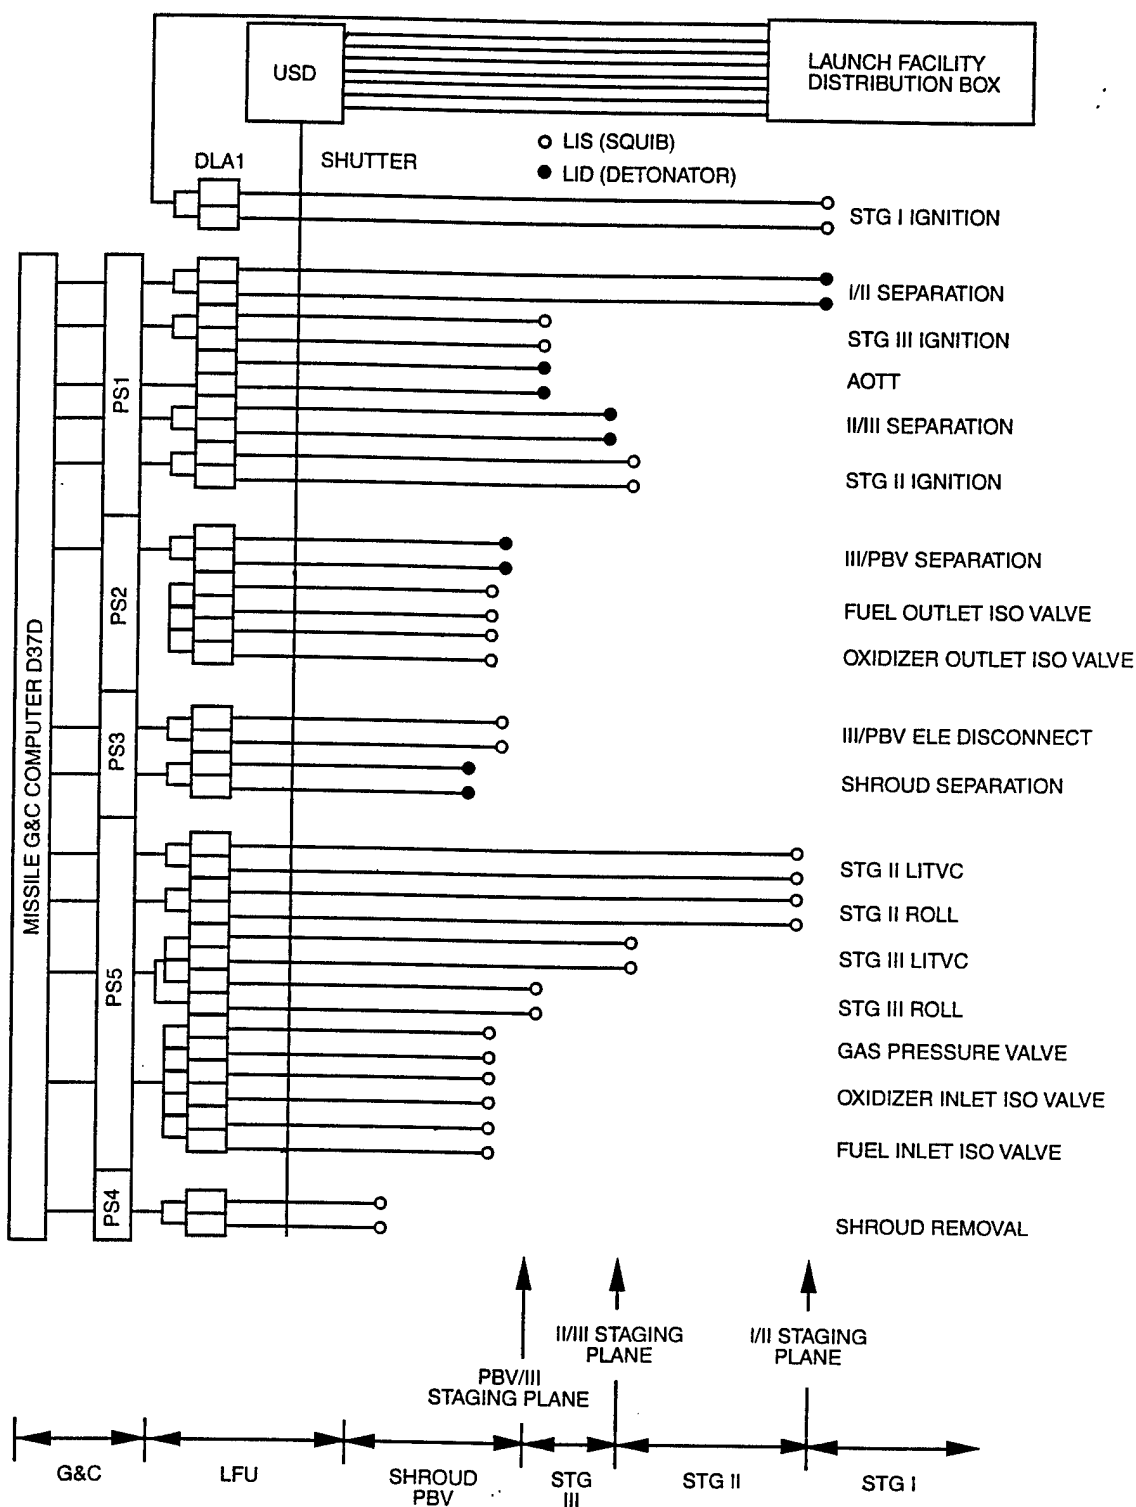 USD
LAUNCH FACILITY
DISTRIBUTION BOX
LIS (SQUIB)
LID (DETONATOR)
DLA1
SHUTTER
STG I IGNITION
I/II SEPARATION
STG III IGNITION
AOTT
II/III SEPARATION
STG II IGNITION
III/PBV SEPARATION
FUEL OUTLET ISO VALVE
OXIDIZER OUTLET ISO VALVE
III/PBV ELE DISCONNECT
SHROUD SEPARATION
STG II LITVC
STG II ROLL
STG III LITVC
STG III ROLL
GAS PRESSURE VALVE
OXIDIZER INLET ISO VALVE
FUEL INLET ISO VALVE
SHROUD REMOVAL
MISSILE G&C COMPUTER D37D
PS1
PS2
PS3
PS5
PS4
II/III STAGING
PLANE
I/II STAGING
PLANE
PBV/III
STAGING PLANE
G&C
LFU
SHROUD
PBV
STG
III
STG II
STG I